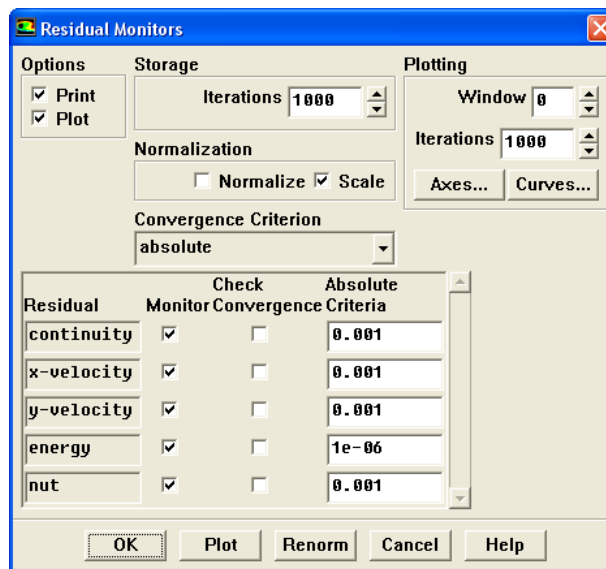 Residual Monitors
Options
Print
Plot
Storage
Iterations 1000
Normalization
Normalize Scale
Convergence Criterion
absolute
Plotting
Window 0
Iterations 1000
Axes... Curves...
Check Absolute
Residual Monitor Convergence Criteria
continuity 0.001
x-velocity 0.001
y-velocity 0.001
energy 1e-06
nut 0.001
OK Plot Renorm Cancel Help